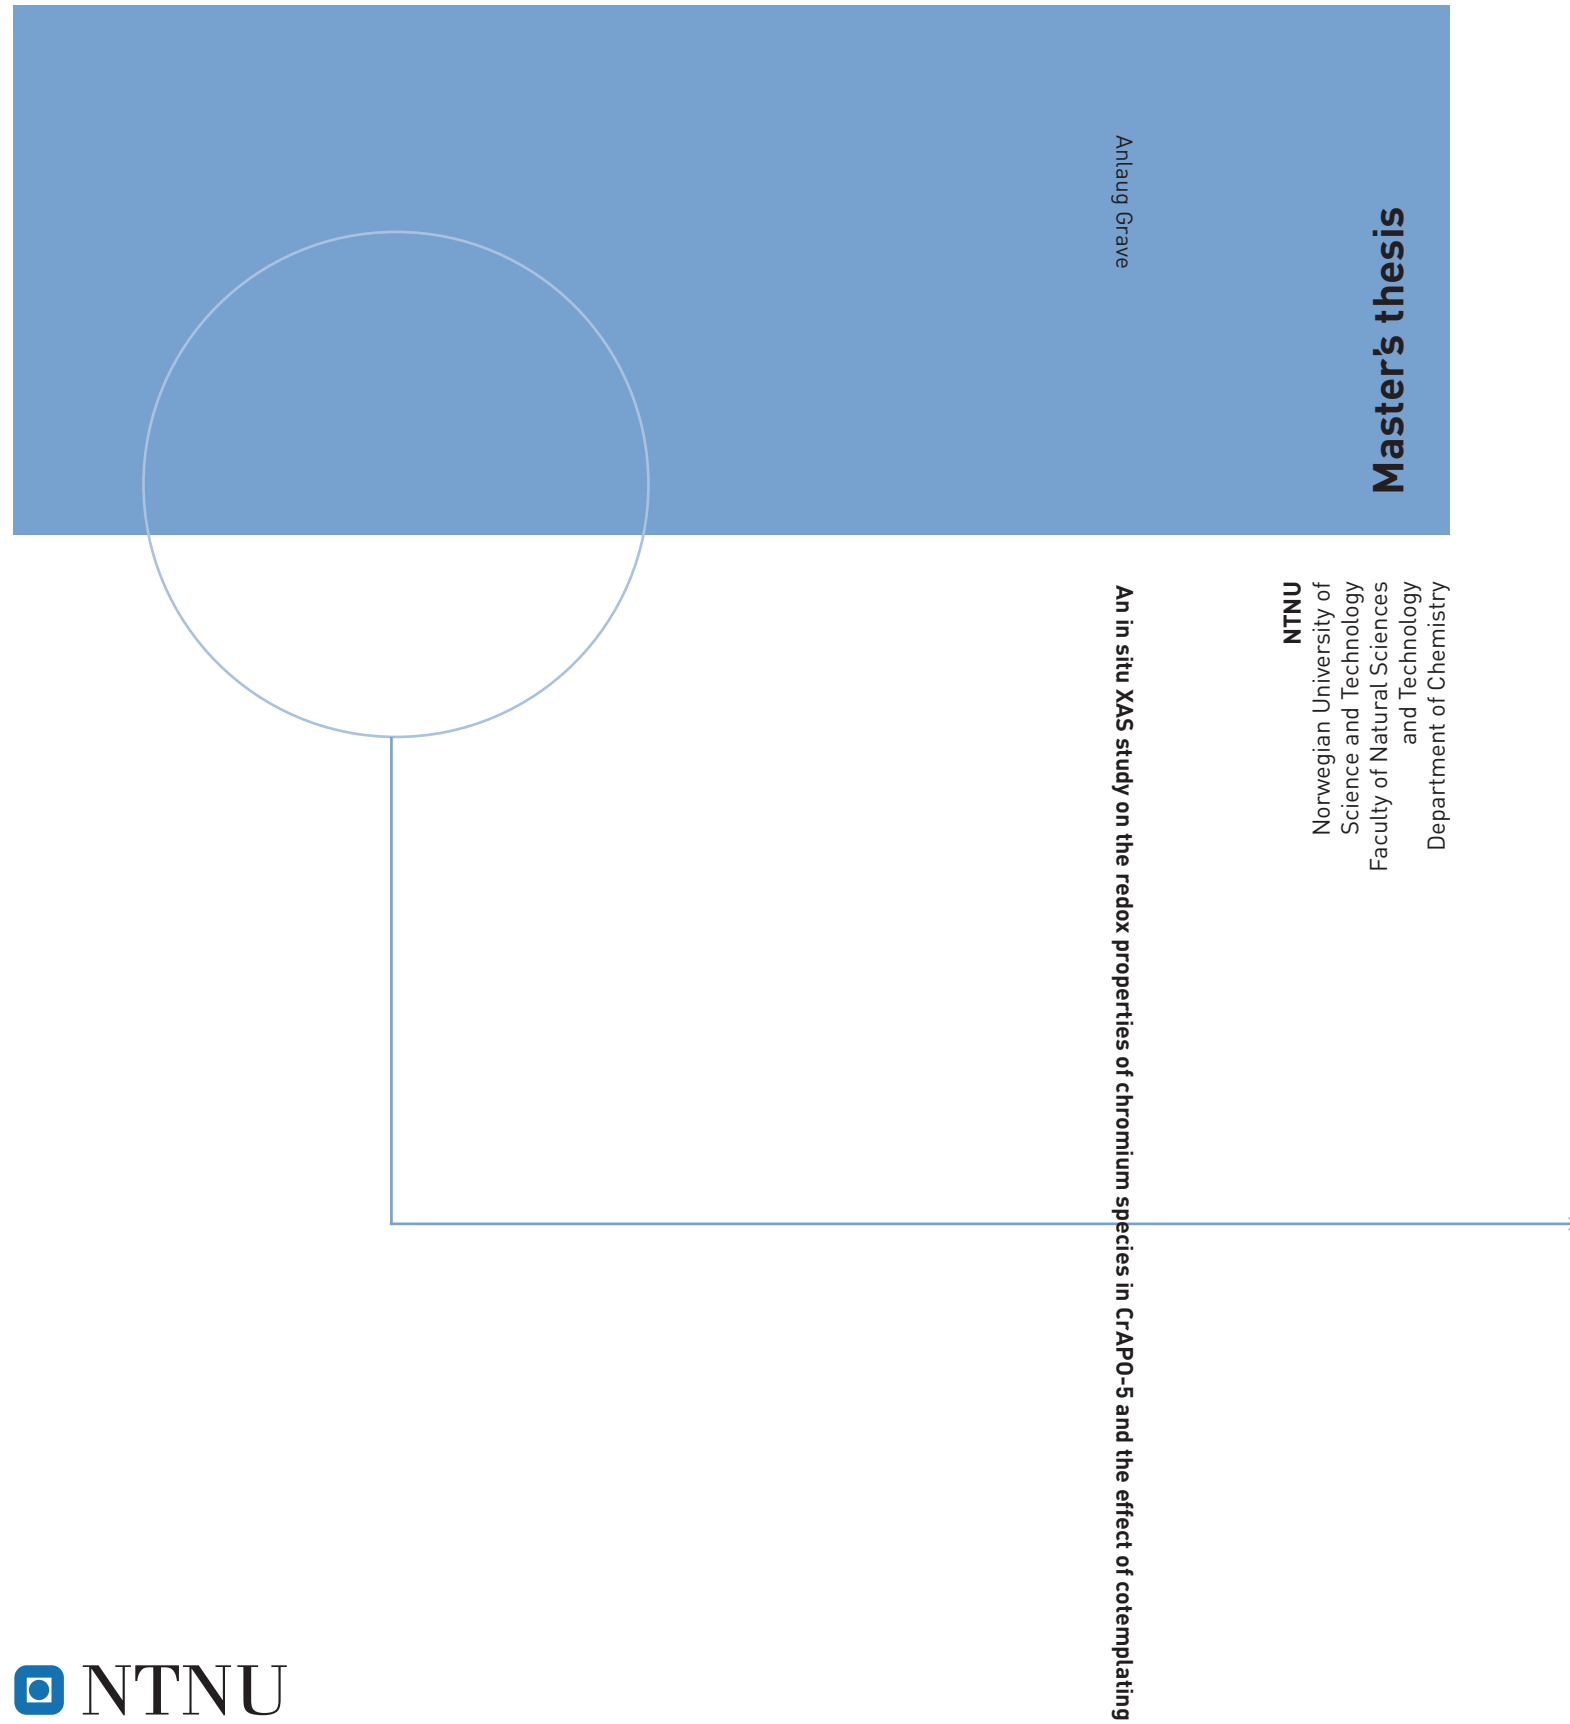 Anlaug Grave
An in situ XAS study on the redox properties of chromium species in CrAPO-5 and the effect of cotemplating
Master's thesis
NTNU
Norwegian University of
Science and Technology
Faculty of Natural Sciences
and Technology
Department of Chemistry
NTNU